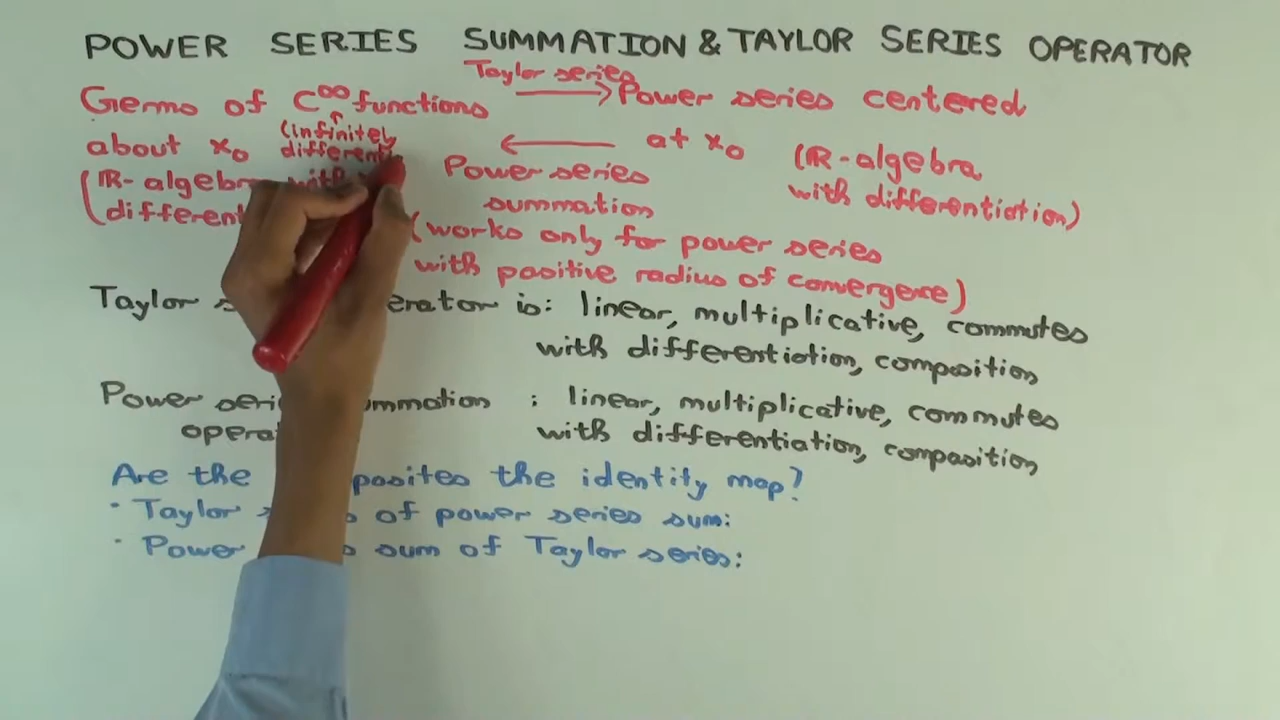 POWER SERIES SUMMATION & TAYLOR SERIES OPERATOR
Taylor series
Germs of C∞ functions → Power series centered
(infinitely
about x₀ ← at x₀
(ℝ-algebra
Power series
(ℝ-algebra with
with differentiation)
summation
(works only for power series
with positive radius of convergence)
Taylor is: linear, multiplicative, commutes
with differentiation, composition
Power : linear, multiplicative, commutes
with differentiation, composition
Are the the identity map?
· Taylor of power series sum:
· Power sum of Taylor series: